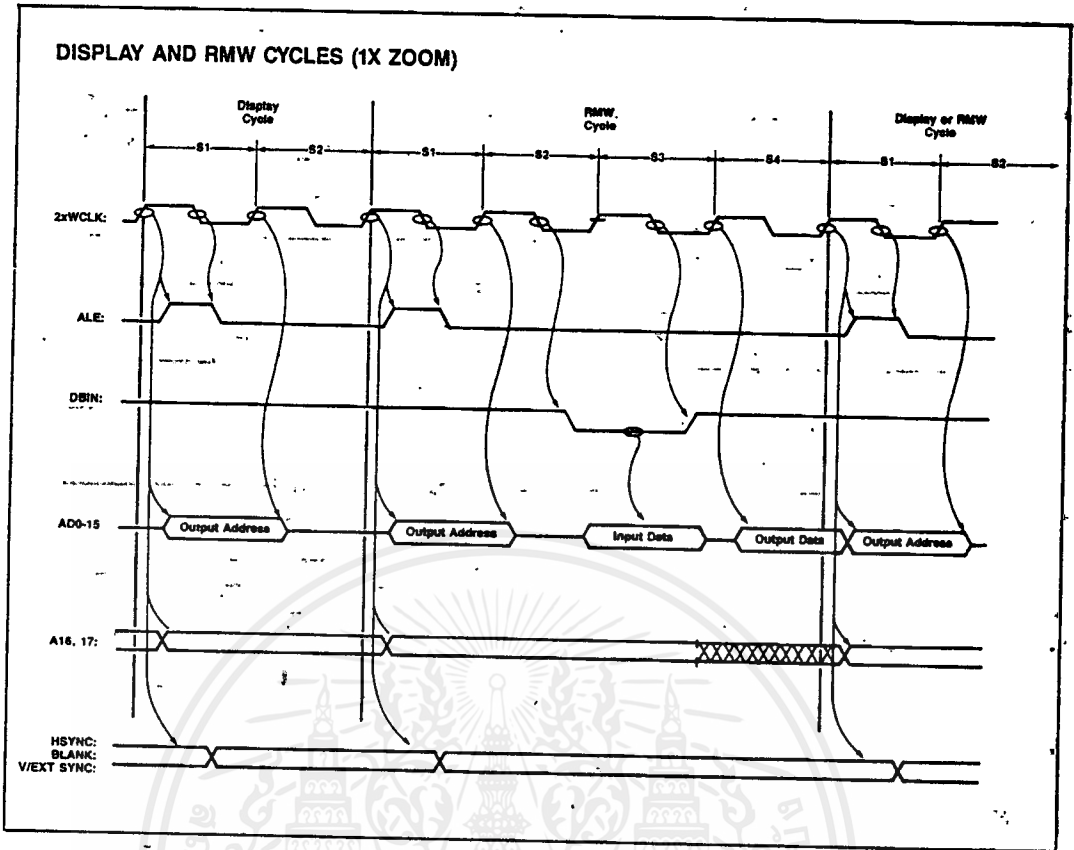 DISPLAY AND RMW CYCLES (1X ZOOM)
Display Cycle
RMW Cycle
Display or RMW Cycle
S1 S2 S1 S2 S3 S4 S1 S2
2xWCLK:
ALE:
DBIN:
AD0-15 Output Address Output Address Input Data Output Data Output Address
A16, 17:
HSYNC:
BLANK:
V/EXT SYNC: